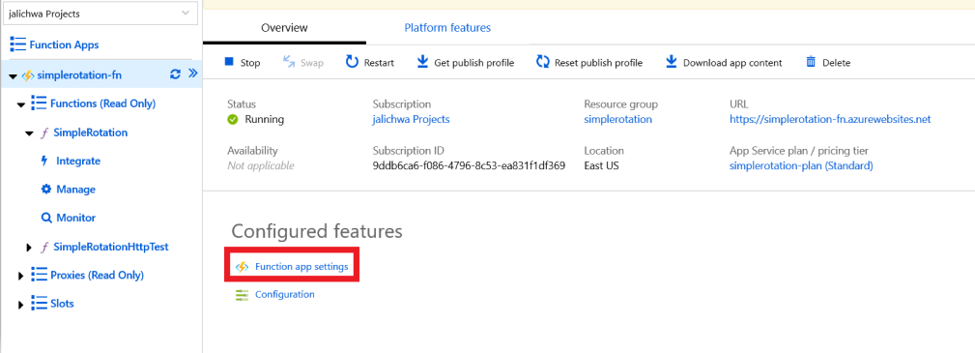 jalichwa Projects
Function Apps
simplerotation-fn
Functions (Read Only)
f SimpleRotation
Integrate
Manage
Monitor
f SimpleRotationHttpTest
Proxies (Read Only)
Slots
Overview Platform features
Stop Swap Restart Get publish profile Reset publish profile Download app content Delete
Status Subscription Resource group URL
Running jalichwa Projects simplerotation https://simplerotation-fn.azurewebsites.net
Availability Subscription ID Location App Service plan / pricing tier
Not applicable 9ddb6ca6-f086-4796-8c53-ea831f1df369 East US simplerotation-plan (Standard)
Configured features
Function app settings
Configuration